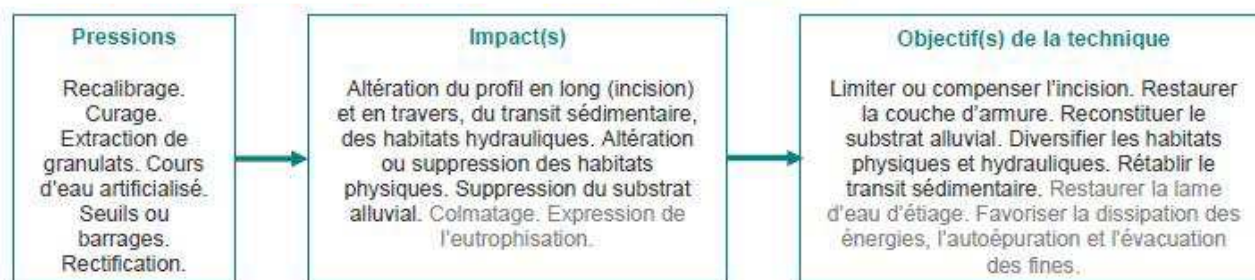 Pressions
Recalibrage.
Curage.
Extraction de
granulats. Cours
d'eau artificialisé.
Seuils ou
barrages.
Rectification.
Impact(s)
Altération du profil en long (incision)
et en travers, du transit sédimentaire,
des habitats hydrauliques. Altération
ou suppression des habitats
physiques. Suppression du substrat
alluvial. Colmatage. Expression de
l'eutrophisation.
Objectif(s) de la technique
Limiter ou compenser l'incision. Restaurer
la couche d'armure. Reconstituer le
substrat alluvial. Diversifier les habitats
physiques et hydrauliques. Rétablir le
transit sédimentaire. Restaurer la lame
d'eau d'étiage. Favoriser la dissipation des
énergies, l'autoépuration et l'évacuation
des fines.